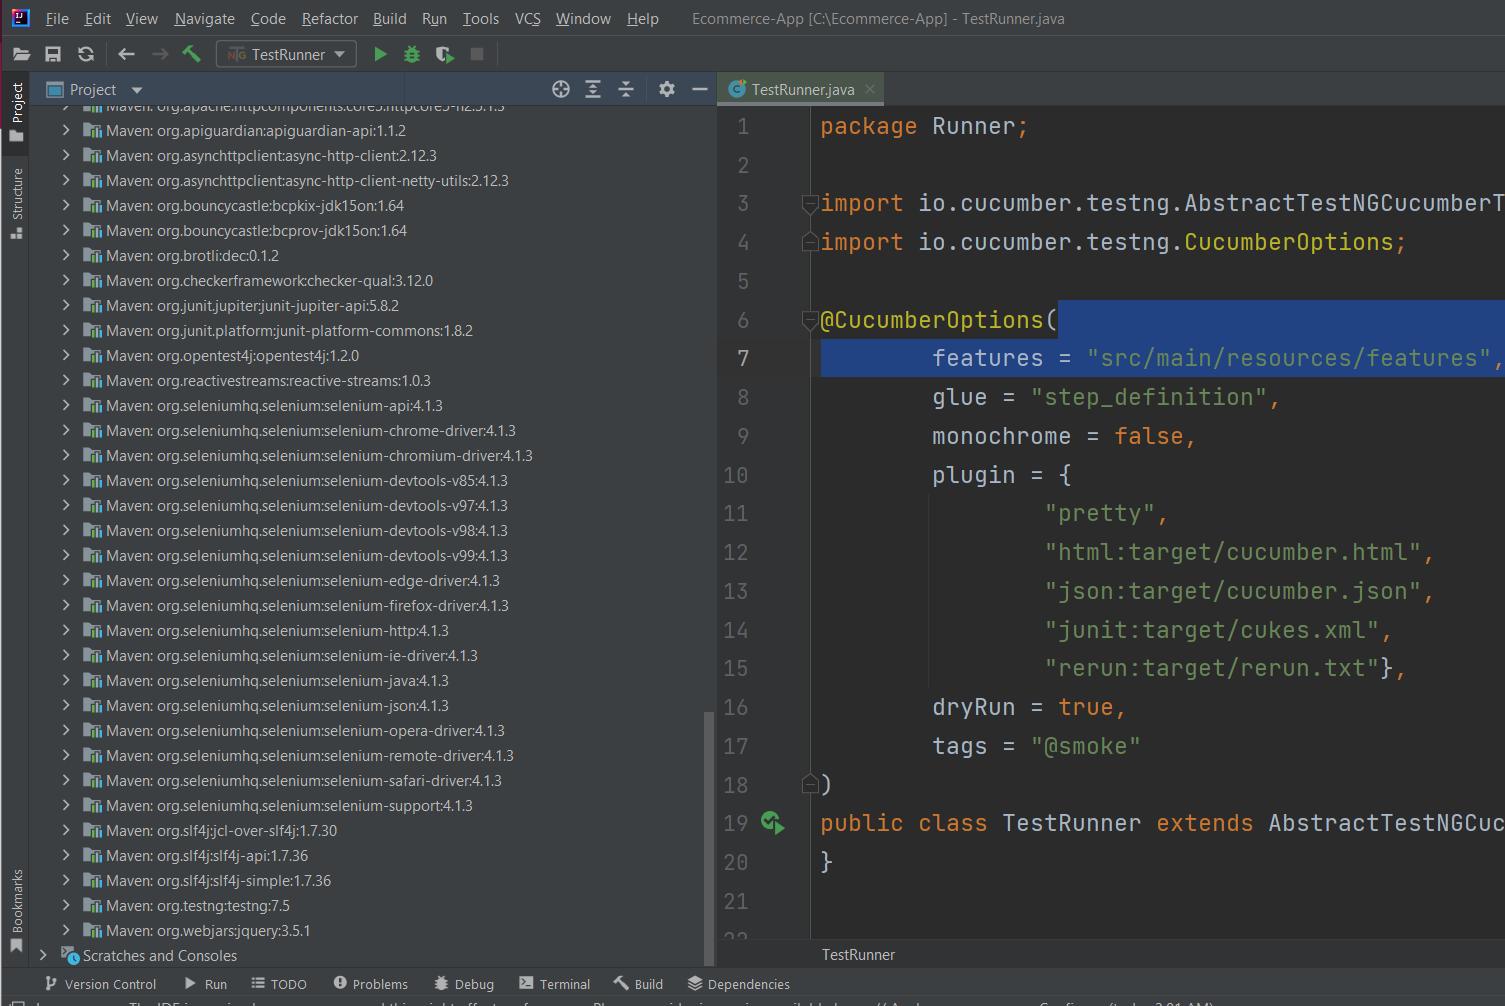 File Edit View Navigate Code Refactor Build Run Tools VCS Window Help Ecommerce-App [C:\Ecommerce-App] - TestRunner.java
TestRunner
Project
TestRunner.java
Project
Structure
Bookmarks
Maven: org.apache.httpcomponents.core5:httpcore5-h2:5.1.3
Maven: org.apiguardian:apiguardian-api:1.1.2
Maven: org.asynchttpclient:async-http-client:2.12.3
Maven: org.asynchttpclient:async-http-client-netty-utils:2.12.3
Maven: org.bouncycastle:bcpkix-jdk15on:1.64
Maven: org.bouncycastle:bcprov-jdk15on:1.64
Maven: org.brotli:dec:0.1.2
Maven: org.checkerframework:checker-qual:3.12.0
Maven: org.junit.jupiter:junit-jupiter-api:5.8.2
Maven: org.junit.platform:junit-platform-commons:1.8.2
Maven: org.opentest4j:opentest4j:1.2.0
Maven: org.reactivestreams:reactive-streams:1.0.3
Maven: org.seleniumhq.selenium:selenium-api:4.1.3
Maven: org.seleniumhq.selenium:selenium-chrome-driver:4.1.3
Maven: org.seleniumhq.selenium:selenium-chromium-driver:4.1.3
Maven: org.seleniumhq.selenium:selenium-devtools-v85:4.1.3
Maven: org.seleniumhq.selenium:selenium-devtools-v97:4.1.3
Maven: org.seleniumhq.selenium:selenium-devtools-v98:4.1.3
Maven: org.seleniumhq.selenium:selenium-devtools-v99:4.1.3
Maven: org.seleniumhq.selenium:selenium-edge-driver:4.1.3
Maven: org.seleniumhq.selenium:selenium-firefox-driver:4.1.3
Maven: org.seleniumhq.selenium:selenium-http:4.1.3
Maven: org.seleniumhq.selenium:selenium-ie-driver:4.1.3
Maven: org.seleniumhq.selenium:selenium-java:4.1.3
Maven: org.seleniumhq.selenium:selenium-json:4.1.3
Maven: org.seleniumhq.selenium:selenium-opera-driver:4.1.3
Maven: org.seleniumhq.selenium:selenium-remote-driver:4.1.3
Maven: org.seleniumhq.selenium:selenium-safari-driver:4.1.3
Maven: org.seleniumhq.selenium:selenium-support:4.1.3
Maven: org.slf4j:jcl-over-slf4j:1.7.30
Maven: org.slf4j:slf4j-api:1.7.36
Maven: org.slf4j:slf4j-simple:1.7.36
Maven: org.testng:testng:7.5
Maven: org.webjars:jquery:3.5.1
Scratches and Consoles
1 package Runner;
2
3 import io.cucumber.testng.AbstractTestNGCucumberT
4 import io.cucumber.testng.CucumberOptions;
5
6 @CucumberOptions(
7 features = "src/main/resources/features",
8 glue = "step_definition",
9 monochrome = false,
10 plugin = {
11 "pretty",
12 "html:target/cucumber.html",
13 "json:target/cucumber.json",
14 "junit:target/cukes.xml",
15 "rerun:target/rerun.txt"},
16 dryRun = true,
17 tags = "@smoke"
18 )
19 public class TestRunner extends AbstractTestNGCuc
20 }
21
22
TestRunner
Version Control Run TODO Problems Debug Terminal Build Dependencies